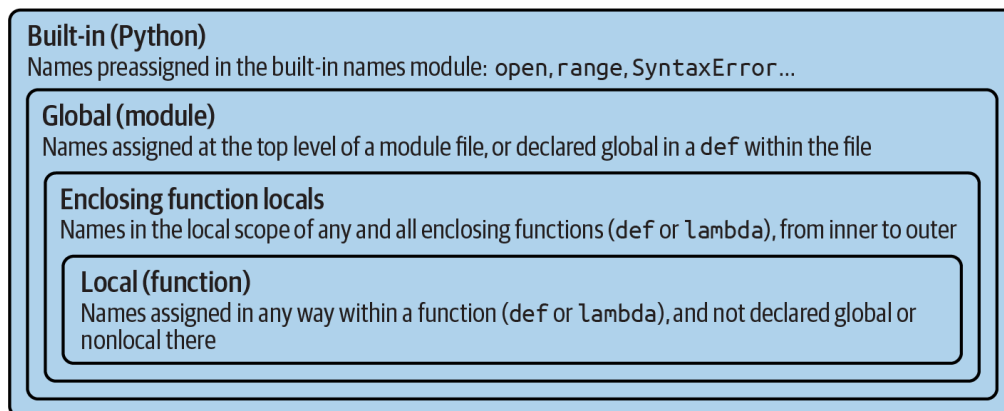 Built-in (Python)
Names preassigned in the built-in names module: open, range, SyntaxError...
Global (module)
Names assigned at the top level of a module file, or declared global in a def within the file
Enclosing function locals
Names in the local scope of any and all enclosing functions (def or lambda), from inner to outer
Local (function)
Names assigned in any way within a function (def or lambda), and not declared global or
nonlocal there